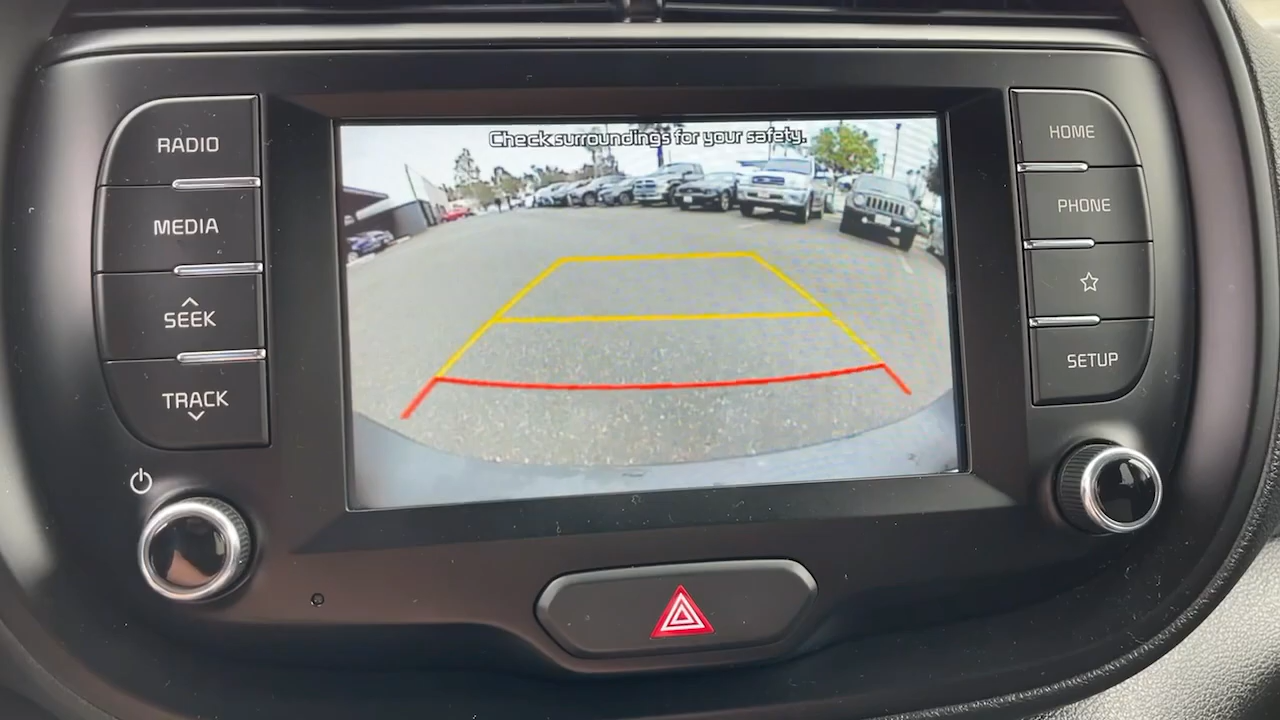 Check surroundings for your safety.
RADIO
MEDIA
SEEK
TRACK
HOME
PHONE
SETUP